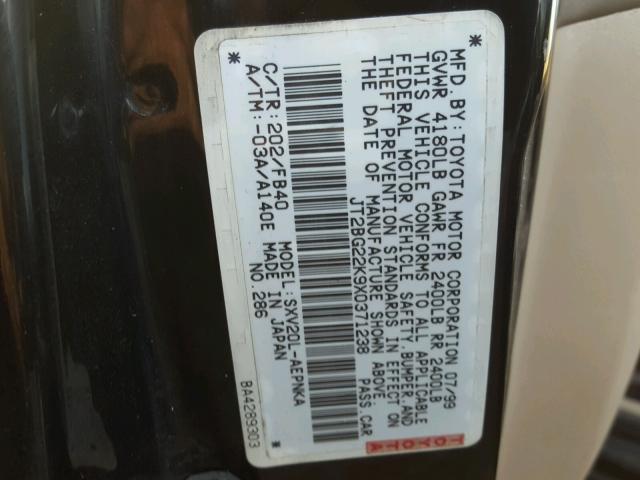 MFD. BY: TOYOTA MOTOR CORPORATION 07/99
GVWR 4180LB GAWR FR 2400LB RR 2400LB
THIS VEHICLE CONFORMS TO ALL APPLICABLE
FEDERAL MOTOR VEHICLE SAFETY, BUMPER AND
THEFT PREVENTION STANDARDS IN EFFECT ON
THE DATE OF MANUFACTURE SHOWN ABOVE
JT2BG22K9X0371238 PASS.CAR
* *
C/TR: 202/FB40 MODEL: SXV20L-AEPNKA
A/TM: -03A/A140E MADE IN JAPAN
NO. 286
TOYOTA
TOYOTA
BA4289303